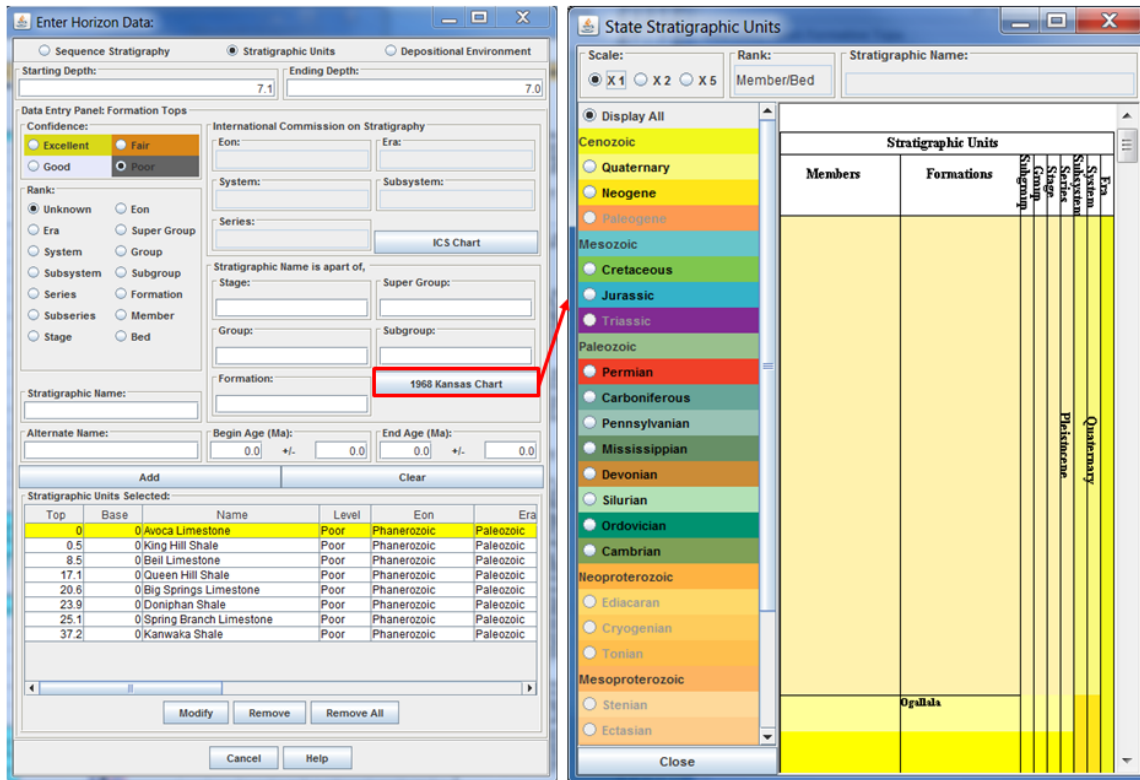 Enter Horizon Data:
Sequence Stratigraphy Stratigraphic Units Depositional Environment
Starting Depth: Ending Depth:
7.1 7.0
Data Entry Panel: Formation Tops
Confidence:
Excellent Fair
Good Poor
Rank:
Unknown Eon
Era Super Group
System Group
Subsystem Subgroup
Series Formation
Subseries Member
Stage Bed
Stratigraphic Name:
International Commission on Stratigraphy
Eon: Era:
System: Subsystem:
Series:
ICS Chart
Stratigraphic Name is apart of,
Stage: Super Group:
Group: Subgroup:
Formation:
1968 Kansas Chart
Alternate Name: Begin Age (Ma): End Age (Ma):
0.0 +/- 0.0 0.0 +/- 0.0
Add Clear
Stratigraphic Units Selected:
Top Base Name Level Eon Era
0 0 Avoca Limestone Poor Phanerozoic Paleozoic
0.5 0 King Hill Shale Poor Phanerozoic Paleozoic
8.5 0 Beil Limestone Poor Phanerozoic Paleozoic
17.1 0 Queen Hill Shale Poor Phanerozoic Paleozoic
20.6 0 Big Springs Limestone Poor Phanerozoic Paleozoic
23.9 0 Doniphan Shale Poor Phanerozoic Paleozoic
25.1 0 Spring Branch Limestone Poor Phanerozoic Paleozoic
37.2 0 Kanwaka Shale Poor Phanerozoic Paleozoic
Modify Remove Remove All
Cancel Help
State Stratigraphic Units
Scale: Rank: Stratigraphic Name:
X 1 X 2 X 5 Member/Bed
Display All
Cenozoic
Quaternary
Neogene
Paleogene
Mesozoic
Cretaceous
Jurassic
Triassic
Paleozoic
Permian
Carboniferous
Pennsylvanian
Mississippian
Devonian
Silurian
Ordovician
Cambrian
Neoproterozoic
Ediacaran
Cryogenian
Tonian
Mesoproterozoic
Stenian
Ectasian
Close
Stratigraphic Units
Members Formations Subgroup Group Stage Series Subsystem System Era
Pleistocene Quaternary
Ogallala